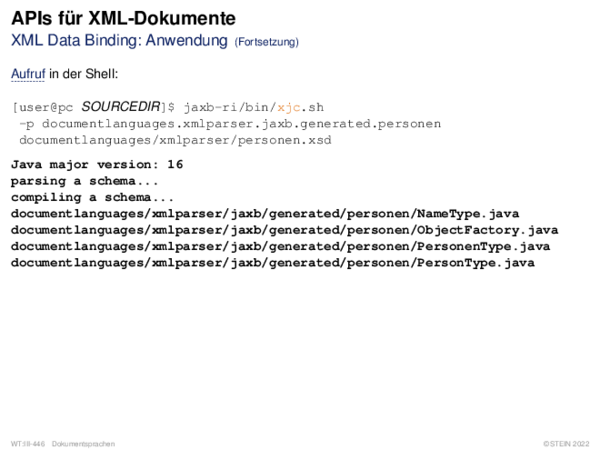 APIs für XML-Dokumente
XML Data Binding: Anwendung (Fortsetzung)
Aufruf in der Shell:
[user@pc SOURCEDIR]$ jaxb-ri/bin/xjc.sh
-p documentlanguages.xmlparser.jaxb.generated.personen
documentlanguages/xmlparser/personen.xsd
Java major version: 16
parsing a schema...
compiling a schema...
documentlanguages/xmlparser/jaxb/generated/personen/NameType.java
documentlanguages/xmlparser/jaxb/generated/personen/ObjectFactory.java
documentlanguages/xmlparser/jaxb/generated/personen/PersonenType.java
documentlanguages/xmlparser/jaxb/generated/personen/PersonType.java
WT:III-446 Dokumentsprachen ©STEIN 2022